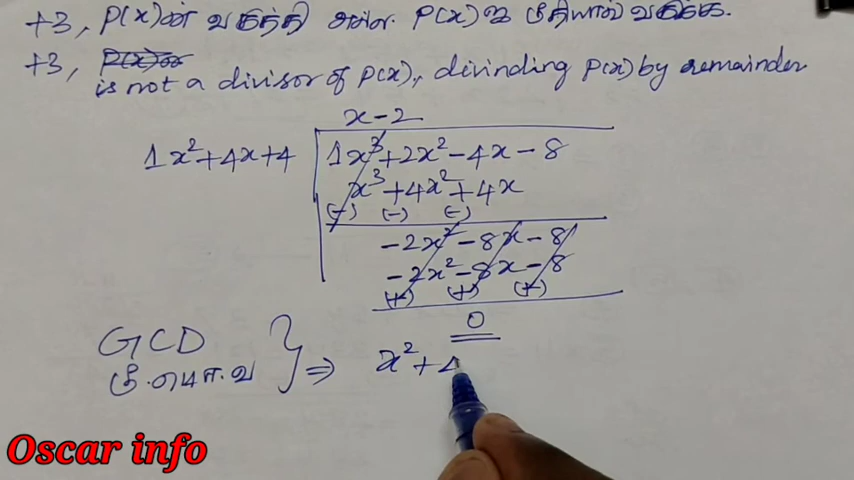 +3, P(x)ன் வகுத்தி அல்ல. P(x)ஐ மீதியால் வகுக்க.
+3,
is not a divisor of P(x), divinding P(x) by remainder
x-2
1x²+4x+4 1x³+2x²-4x-8
x³+4x²+4x
(-) (-) (-)
-2x²-8x-8
-2x²-8x-8
(+) (+) (+)
0
GCD
மீ.பொ.வ } ⇒ x²+4
Oscar info